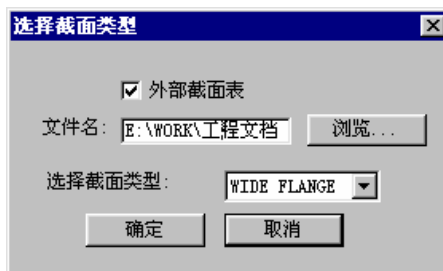 选择截面类型
外部截面表
文件名: E:\WORK\工程文档 浏览...
选择截面类型: WIDE FLANGE
确定 取消